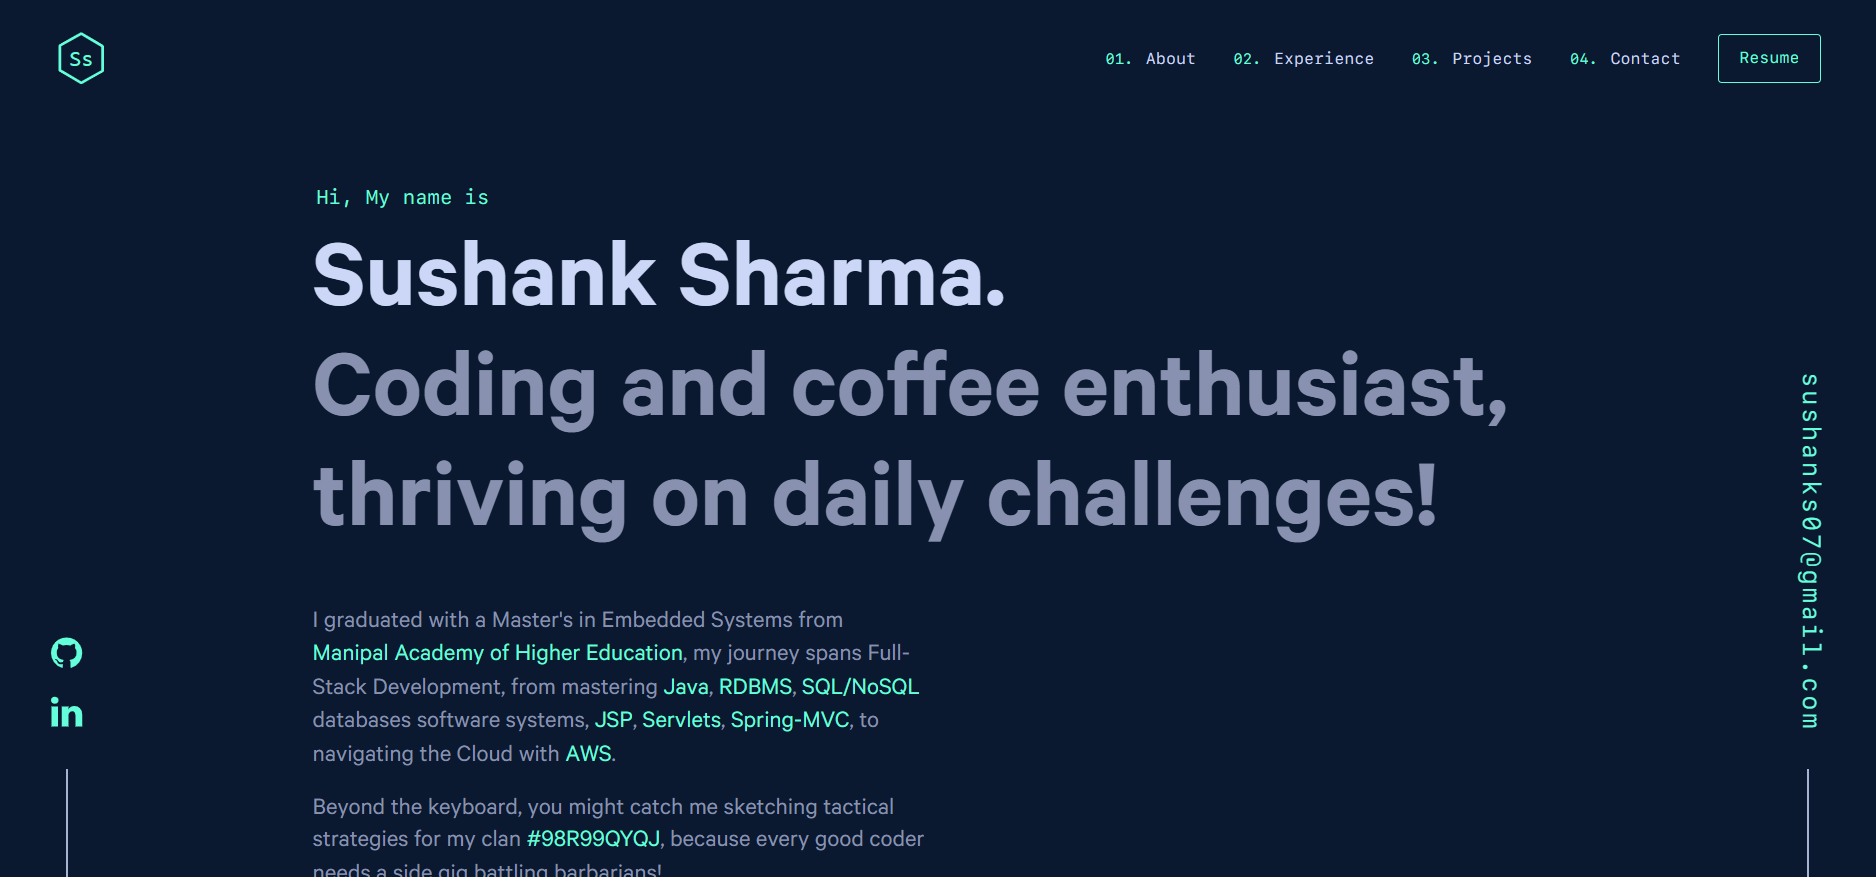 Ss
01. About 02. Experience 03. Projects 04. Contact Resume
Hi, My name is
Sushank Sharma.
Coding and coffee enthusiast,
thriving on daily challenges!
I graduated with a Master's in Embedded Systems from
Manipal Academy of Higher Education, my journey spans Full-
Stack Development, from mastering Java, RDBMS, SQL/NoSQL
databases software systems, JSP, Servlets, Spring-MVC, to
navigating the Cloud with AWS.
Beyond the keyboard, you might catch me sketching tactical
strategies for my clan #98R99QYQJ, because every good coder
needs a side gig battling barbarians!
in
sushanks07@gmail.com